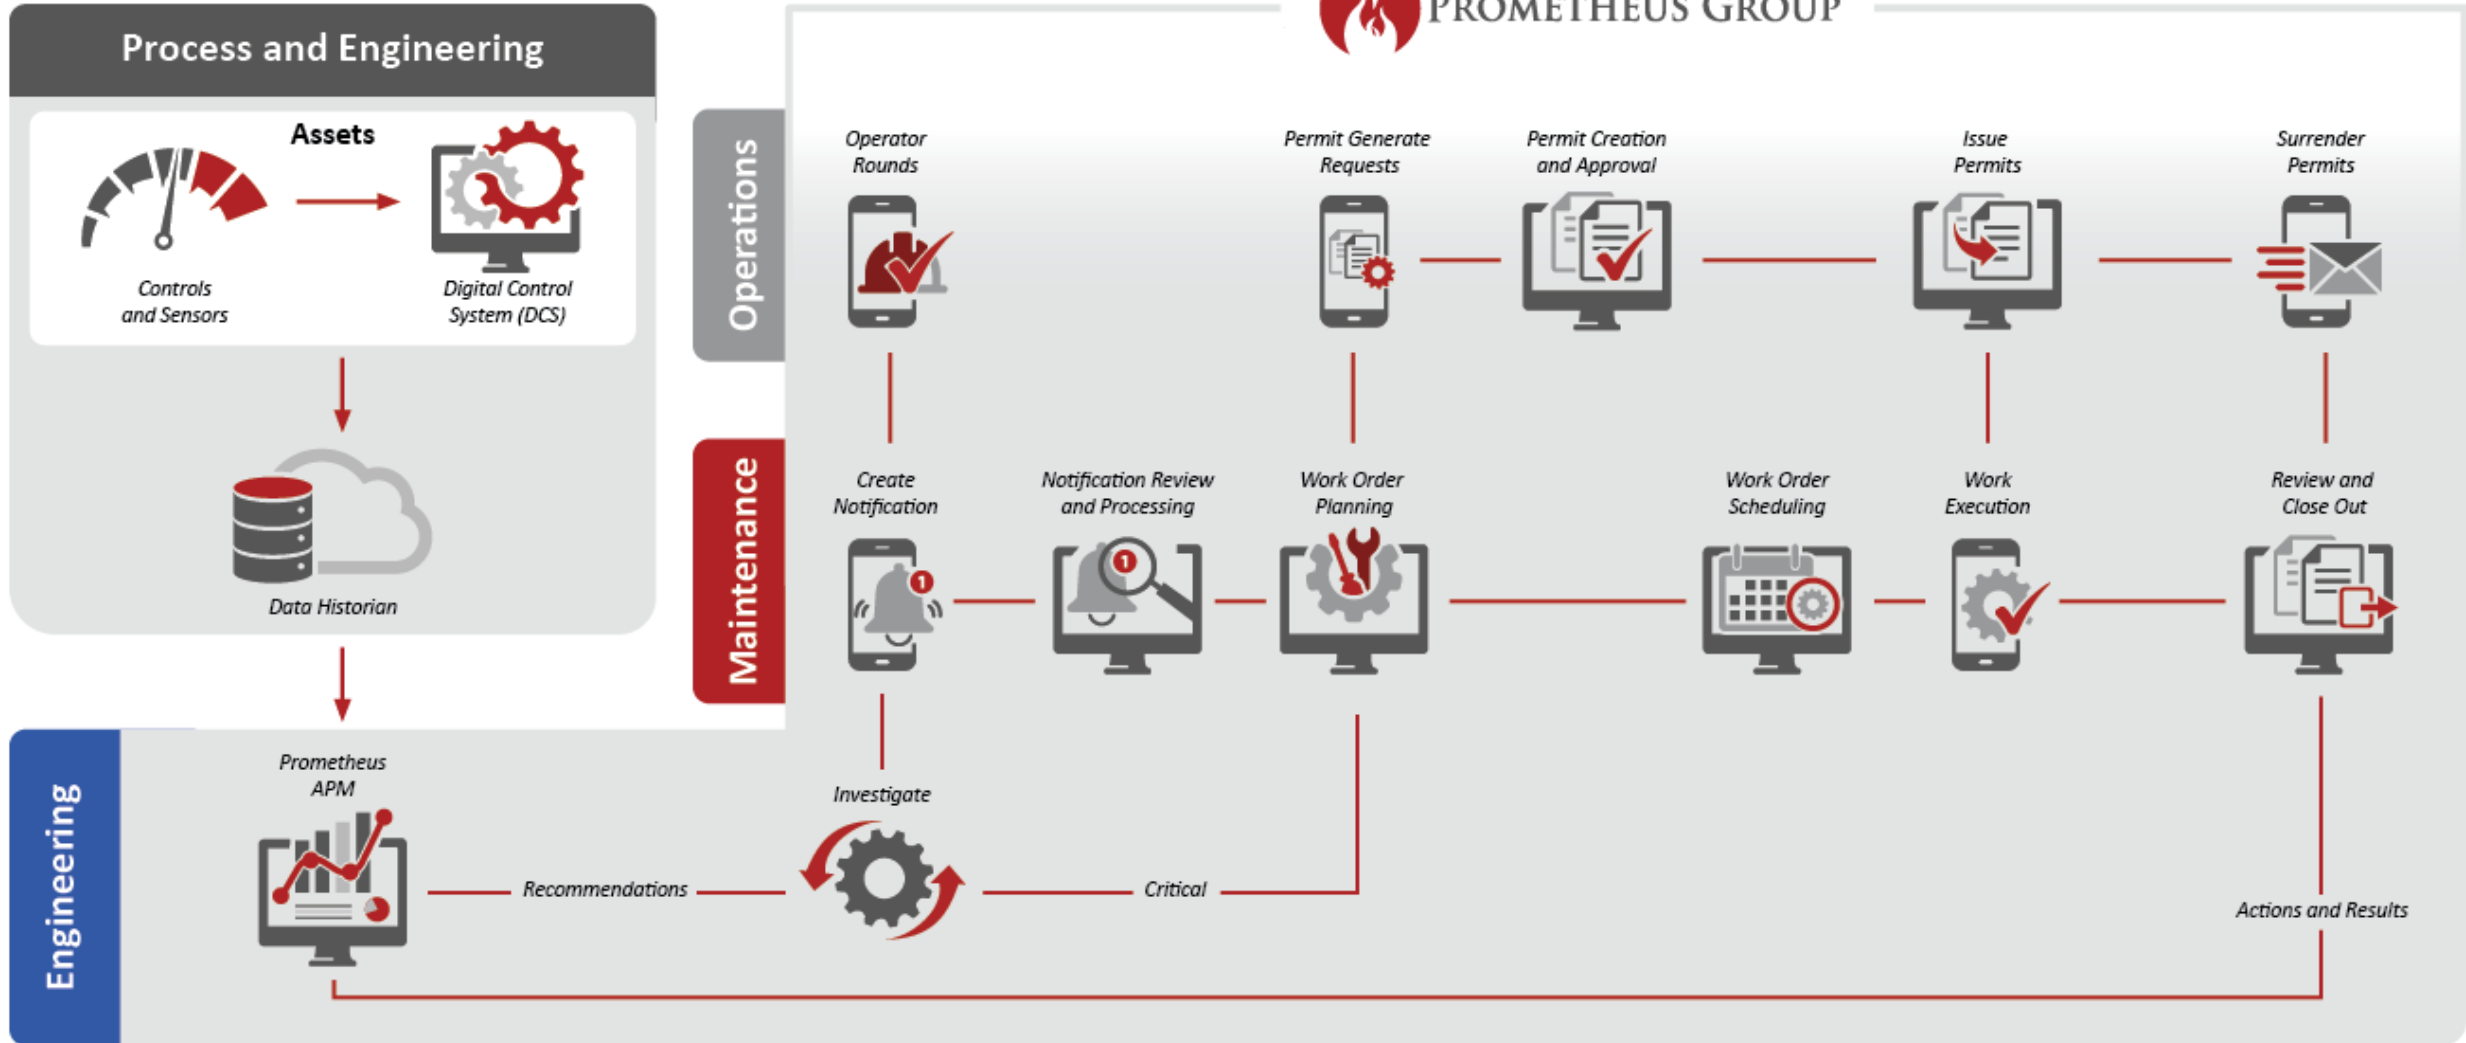 PROMETHEUS GROUP
Process and Engineering
Assets
Controls
and Sensors
Digital Control
System (DCS)
Data Historian
Operations
Operator
Rounds
Permit Generate
Requests
Permit Creation
and Approval
Issue
Permits
Surrender
Permits
Maintenance
Create
Notification
1
Notification Review
and Processing
1
Work Order
Planning
Work Order
Scheduling
Work
Execution
Review and
Close Out
Engineering
Prometheus
APM
Recommendations
Investigate
Critical
Actions and Results